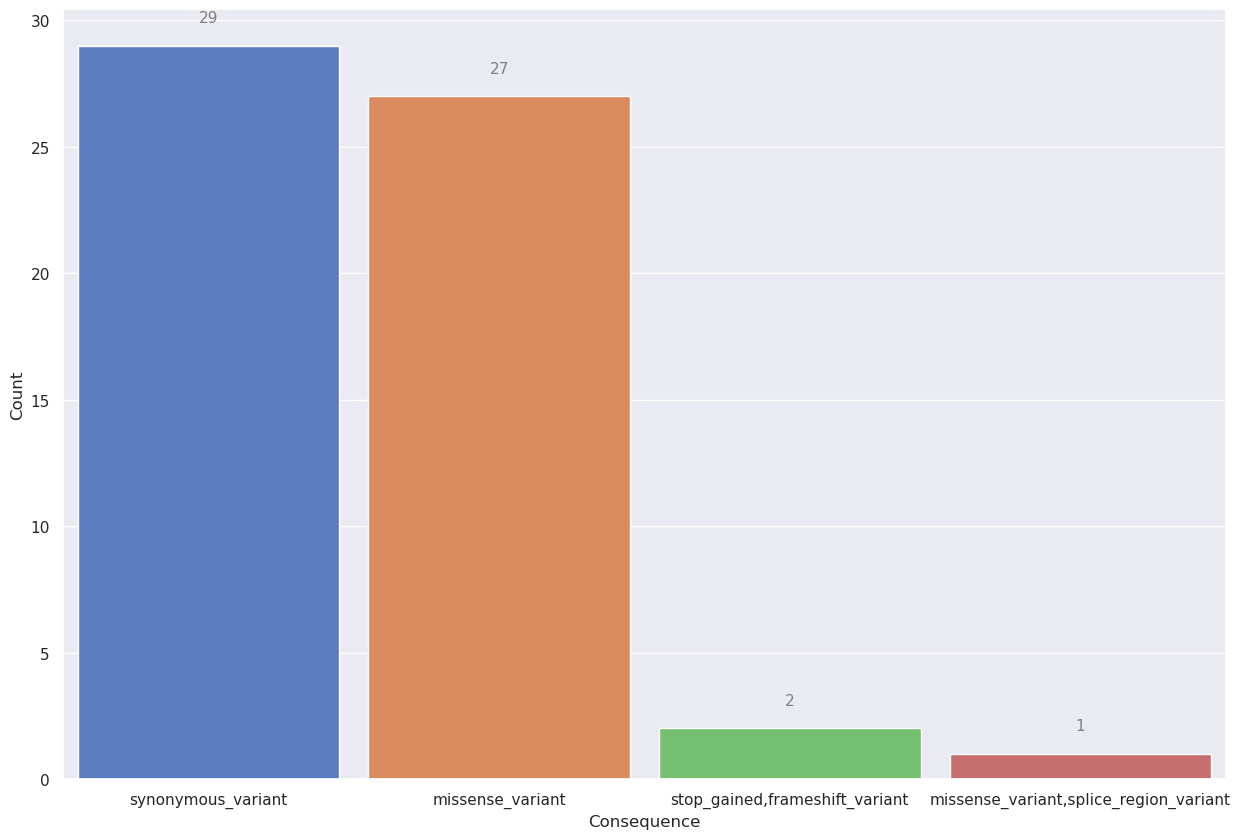 29
30
27
25
20
15
10
5
2
1
0
Count
synonymous_variant
missense_variant
stop_gained,frameshift_variant
missense_variant,splice_region_variant
Consequence